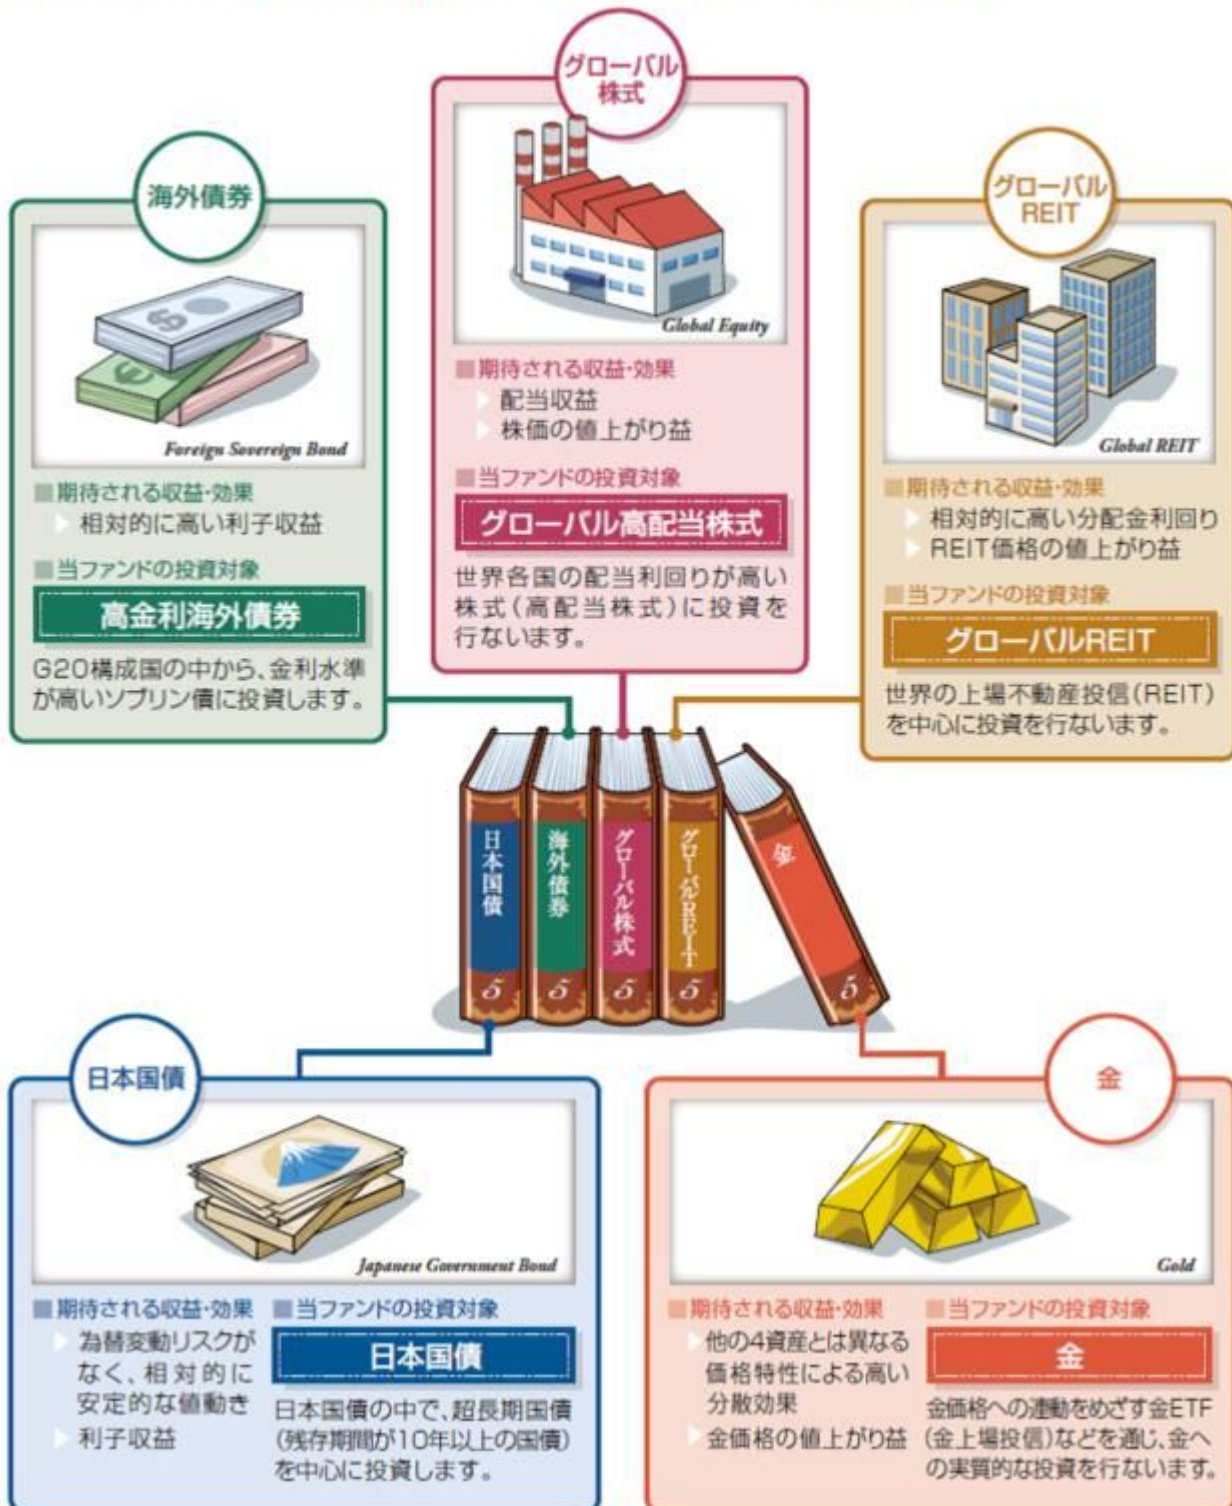 グローバル
株式
Global Equity
■期待される収益・効果
配当収益
株価の値上がり益
■当ファンドの投資対象
グローバル高配当株式
世界各国の配当利回りが高い
株式(高配当株式)に投資を
行ないます。
海外債券
Foreign Sovereign Bond
■期待される収益・効果
相対的に高い利子収益
■当ファンドの投資対象
高金利海外債券
G20構成国の中から、金利水準
が高いソブリン債に投資します。
グローバル
REIT
Global REIT
■期待される収益・効果
相対的に高い分配金利回り
REIT価格の値上がり益
■当ファンドの投資対象
グローバルREIT
世界の上場不動産投信(REIT)
を中心に投資を行ないます。
日本国債
5
海外債券
5
グローバル株式
5
グローバルREIT
5
金
5
日本国債
Japanese Government Bond
■期待される収益・効果
為替変動リスクが
なく、相対的に
安定的な値動き
利子収益
■当ファンドの投資対象
日本国債
日本国債の中で、超長期国債
(残存期間が10年以上の国債)
を中心に投資します。
金
Gold
■期待される収益・効果
他の4資産とは異なる
価格特性による高い
分散効果
金価格の値上がり益
■当ファンドの投資対象
金
金価格への連動をめざす金ETF
(金上場投信)などを通じ、金へ
の実質的な投資を行ないます。